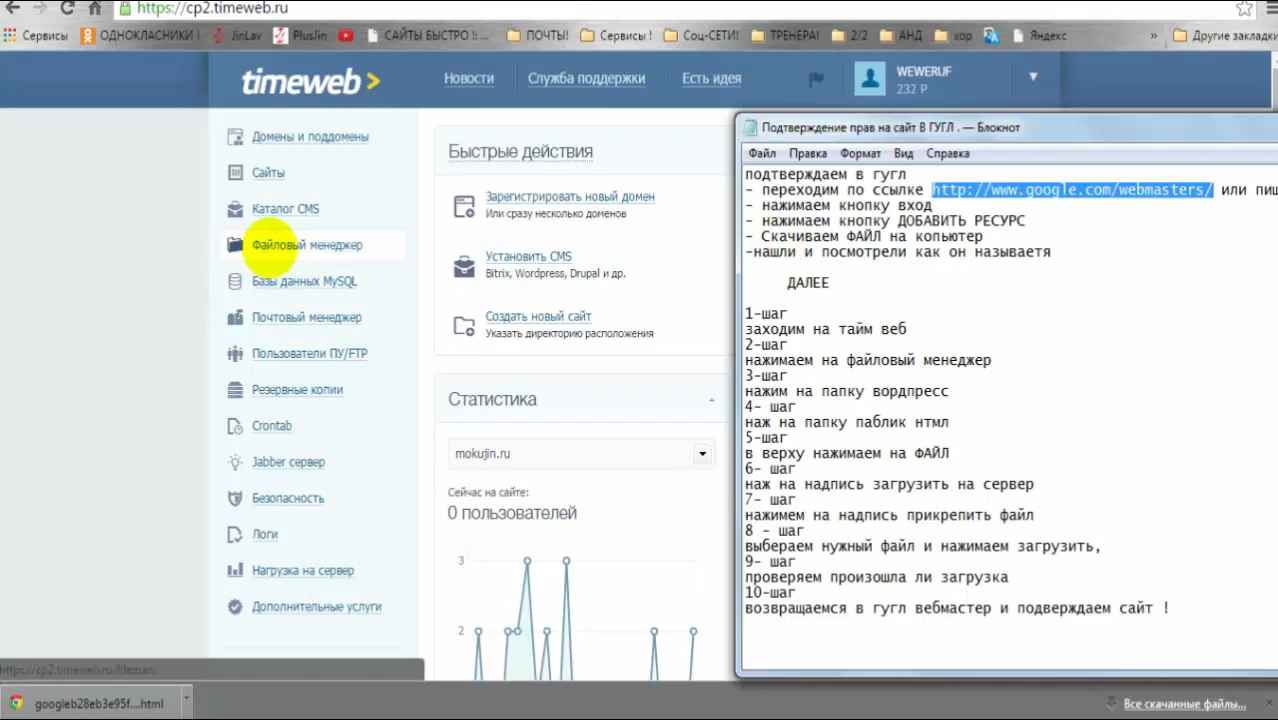 https://cp2.timeweb.ru
Сервисы
ОДНОКЛАСНИКИ
JinLav
PlusJin
САЙТЫ БЫСТРО !: ...
ПОЧТЫ!
Сервисы !
Соц-СЕТИ!
ТРЕНЕРА!
2/2
АНД
хор
Яндекс
»
Другие закладки
timeweb >
Новости
Служба поддержки
Есть идея
WEWERUF
232 Р
Домены и поддомены
Сайты
Каталог CMS
Файловый менеджер
Базы данных MySQL
Почтовый менеджер
Пользователи ПУ/FTP
Резервные копии
Crontab
Jabber сервер
Безопасность
Логи
Нагрузка на сервер
Дополнительные услуги
Быстрые действия
Зарегистрировать новый домен
Или сразу несколько доменов
Установить CMS
Bitrix, Wordpress, Drupal и др.
Создать новый сайт
Указать директорию расположения
Статистика
mokujin.ru
Сейчас на сайте:
0 пользователей
3
2
Подтверждение прав на сайт В ГУГЛ . — Блокнот
Файл Правка Формат Вид Справка
подтверждаем в гугл
- переходим по ссылке http://www.google.com/webmasters/ или пиш
- нажимаем кнопку вход
- нажимаем кнопку ДОБАВИТЬ РЕСУРС
- Скачиваем ФАЙЛ на копьютер
-нашли и посмотрели как он называетя
ДАЛЕЕ
1-шаг
заходим на тайм веб
2-шаг
нажимаем на файловый менеджер
3-шаг
нажим на папку вордпресс
4- шаг
наж на папку паблик нтмл
5-шаг
в верху нажимаем на ФАЙЛ
6- шаг
наж на надпись загрузить на сервер
7- шаг
нажимем на надпись прикрепить файл
8 - шаг
выбераем нужный файл и нажимаем загрузить,
9- шаг
проверяем произошла ли загрузка
10-шаг
возвращаемся в гугл вебмастер и подверждаем сайт !
https://cp2.timeweb.ru/fileman/
googleb28eb3e95f....html
Все скачанные файлы...